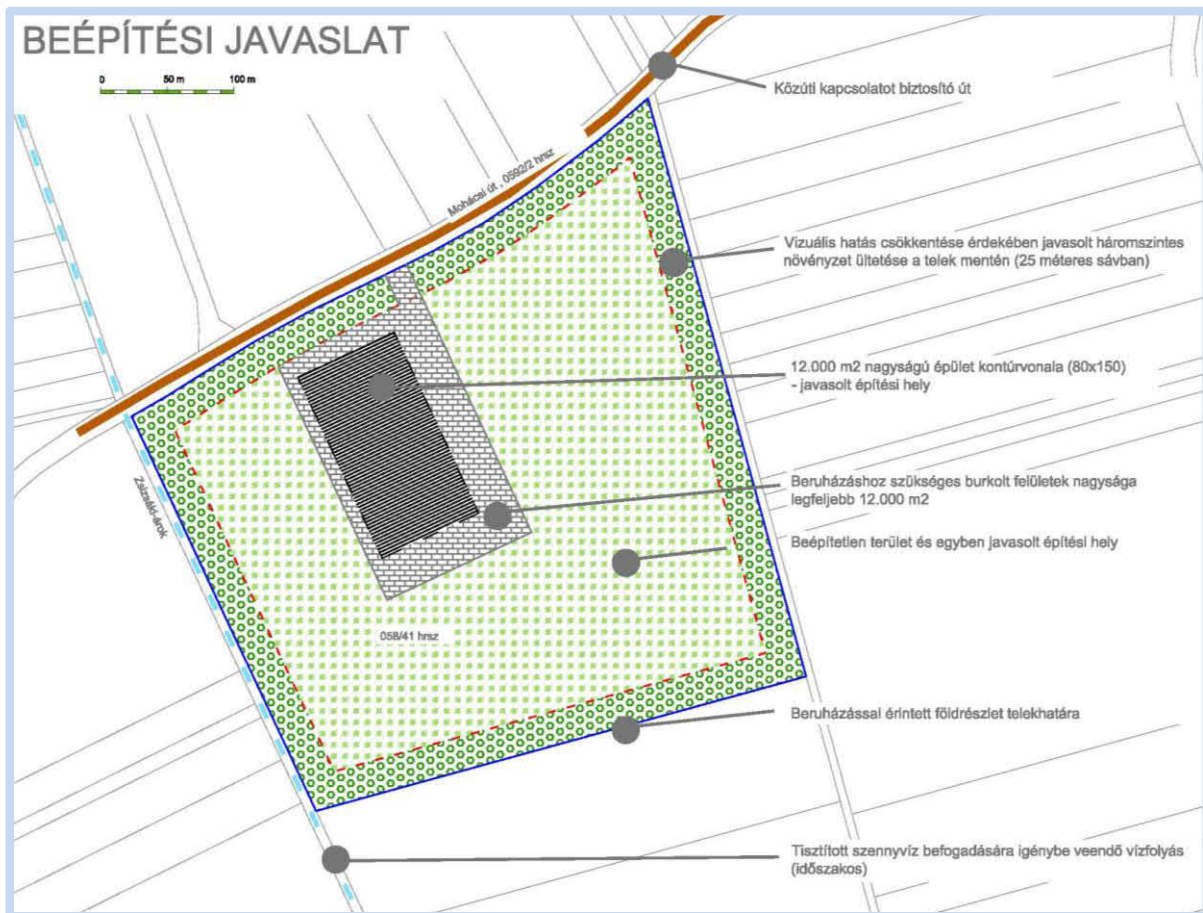 BEÉPÍTÉSI JAVASLAT
0 50 m 100 m
Közúti kapcsolatot biztosító út
Mohácsi út , 0592/2 hrsz
Vizuális hatás csökkentése érdekében javasolt háromszintes
növényzet ültetése a telek mentén (25 méteres sávban)
12.000 m2 nagyságú épület kontúrvonala (80x150)
- javasolt építési hely
Zsizsáki-árok
Beruházáshoz szükséges burkolt felületek nagysága
legfeljebb 12.000 m2
Beépítetlen terület és egyben javasolt építési hely
058/41 hrsz
Beruházással érintett földrészlet telekhatára
Tisztított szennyvíz befogadására igénybe veendő vízfolyás
(időszakos)